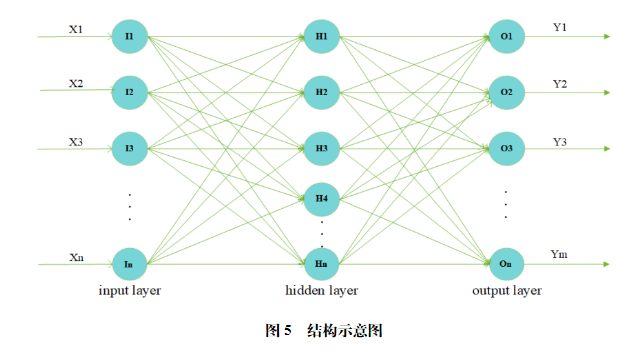 X1 I1 H1 O1 Y1
X2 I2 H2 O2 Y2
X3 I3 H3 O3 Y3
H4
Xn In Hn On Ym
input layer hidden layer output layer
图 5 结构示意图